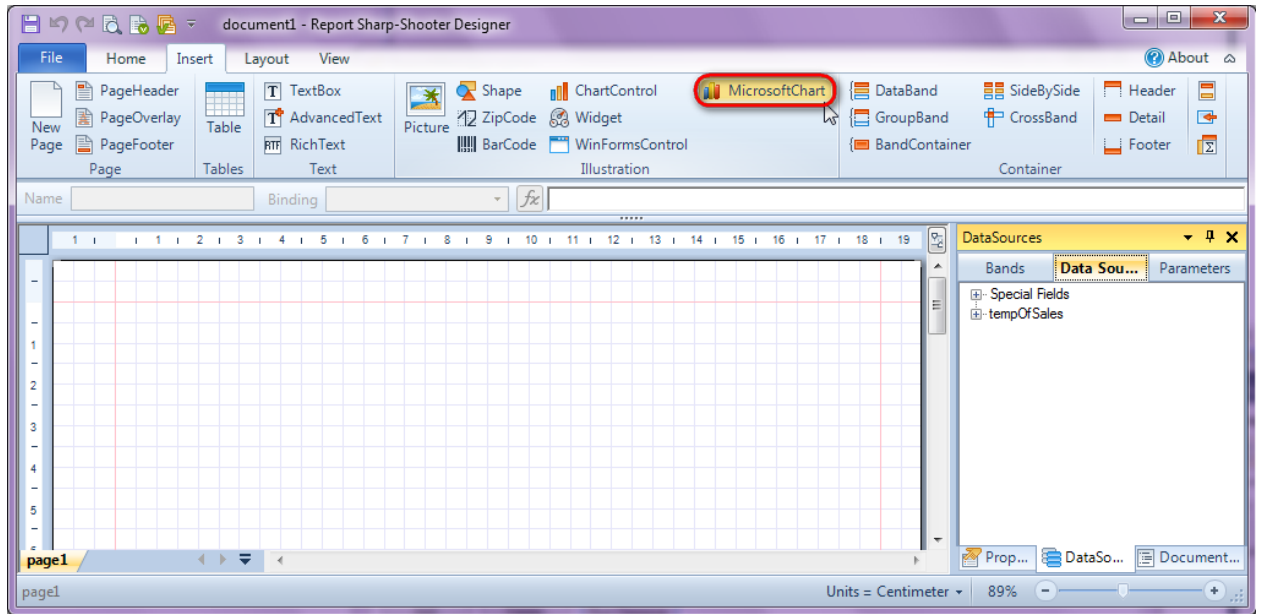 document1 - Report Sharp-Shooter Designer
File Home Insert Layout View About
PageHeader TextBox Shape ChartControl MicrosoftChart DataBand SideBySide Header
PageOverlay AdvancedText ZipCode Widget GroupBand CrossBand Detail
New Page Table Picture
PageFooter RichText BarCode WinFormsControl BandContainer Footer
Page Tables Text Illustration Container
Name Binding fx
1 1 1 2 3 4 5 6 7 8 9 10 11 12 13 14 15 16 17 18 19
DataSources
Bands Data Sou... Parameters
Special Fields
tempOfSales
1
2
3
4
5
page1
Prop... DataSo... Document...
page1 Units = Centimeter 89%